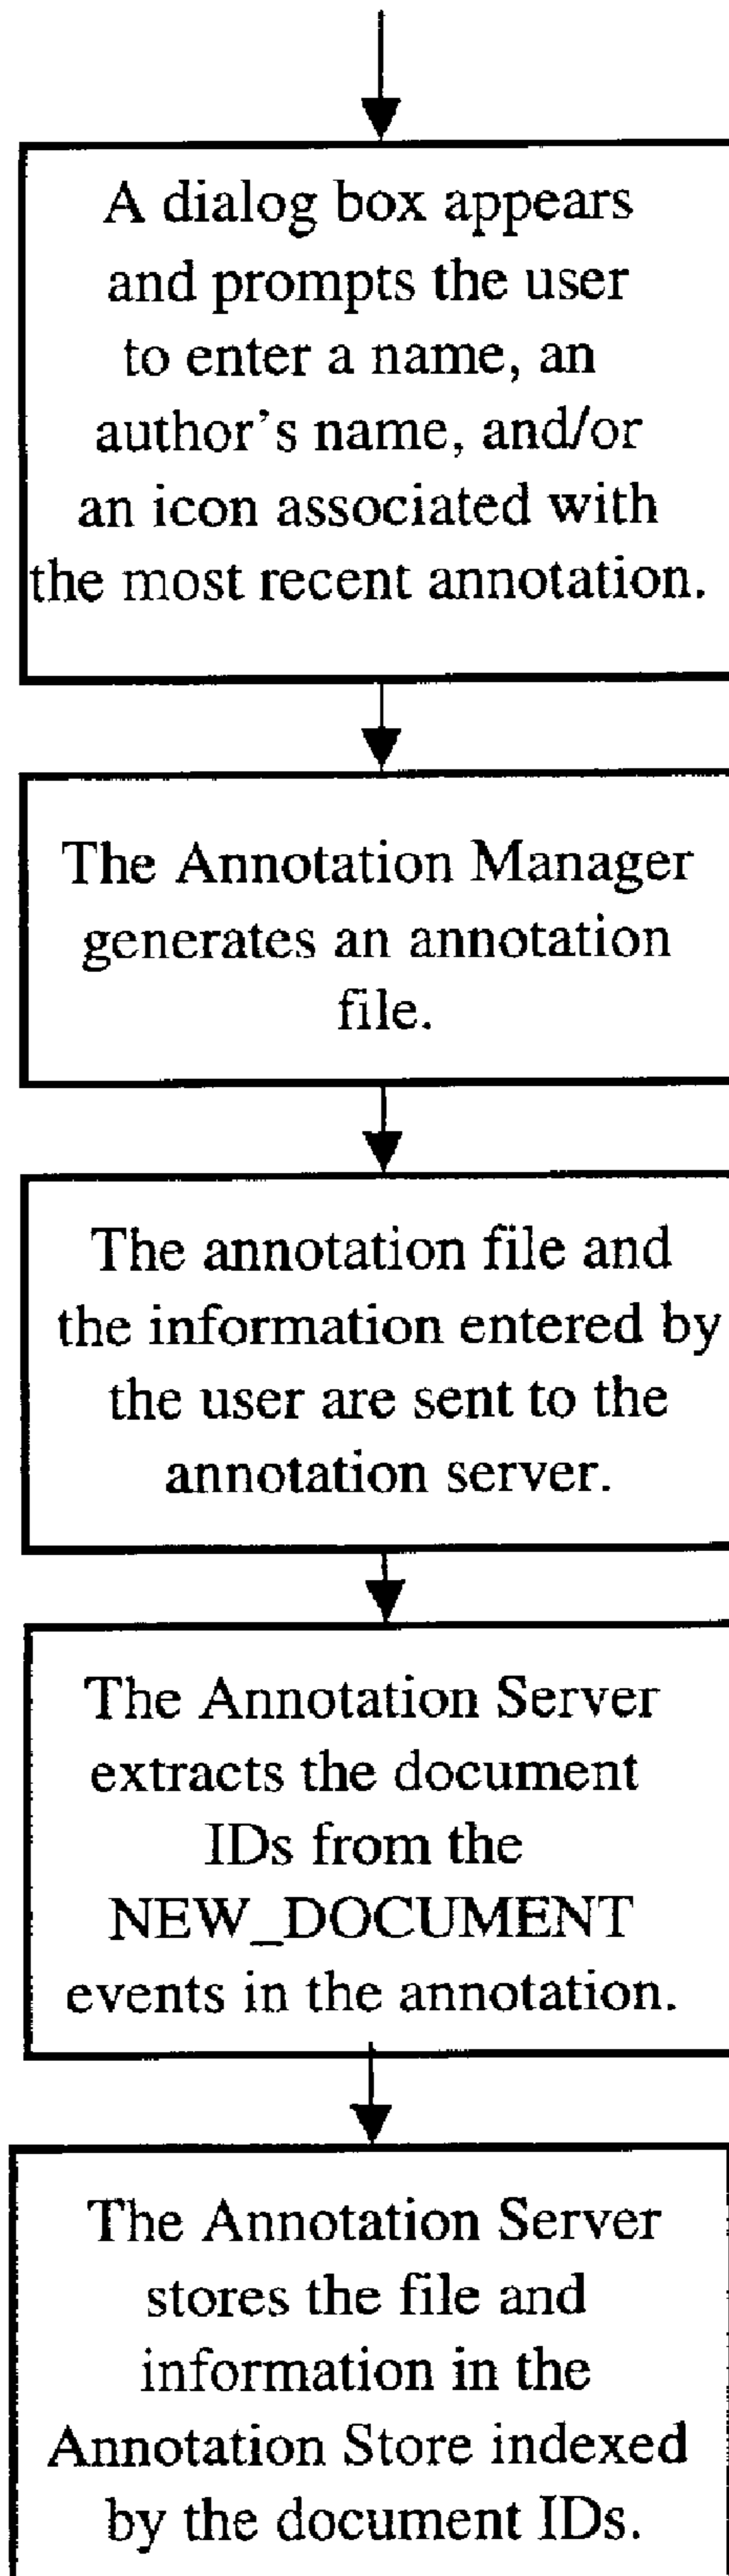 A dialog box appears
and prompts the user
to enter a name, an
author's name, and/or
an icon associated with
the most recent annotation.
The Annotation Manager
generates an annotation
file.
The annotation file and
the information entered by
the user are sent to the
annotation server.
The Annotation Server
extracts the document
IDs from the
NEW_DOCUMENT
events in the annotation.
The Annotation Server
stores the file and
information in the
Annotation Store indexed
by the document IDs.